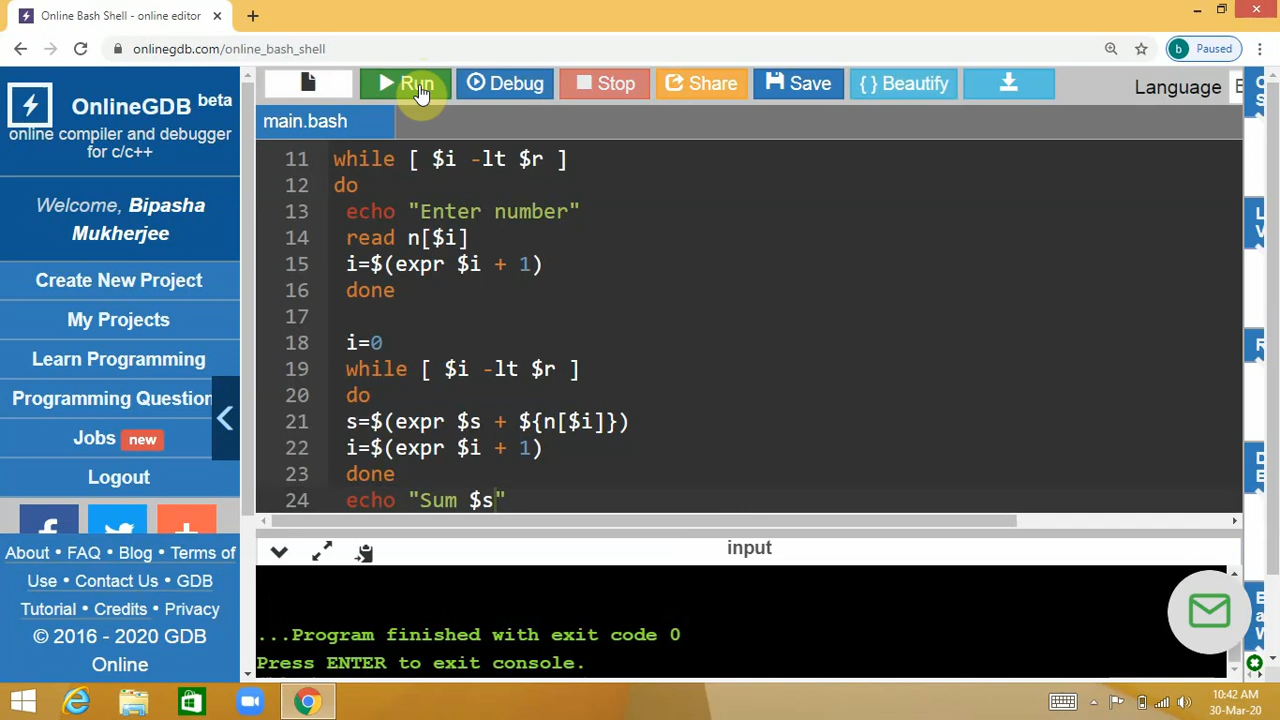 Online Bash Shell - online editor
onlinegdb.com/online_bash_shell
b Paused
OnlineGDB beta
online compiler and debugger
for c/c++
Welcome, Bipasha
Mukherjee
Create New Project
My Projects
Learn Programming
Programming Question
Jobs new
Logout
f
About • FAQ • Blog • Terms of
Use • Contact Us • GDB
Tutorial • Credits • Privacy
© 2016 - 2020 GDB
Online
Run Debug Stop Share Save { } Beautify Language
main.bash
11 while [ $i -lt $r ]
12 do
13 echo "Enter number"
14 read n[$i]
15 i=$(expr $i + 1)
16 done
17
18 i=0
19 while [ $i -lt $r ]
20 do
21 s=$(expr $s + ${n[$i]})
22 i=$(expr $i + 1)
23 done
24 echo "Sum $s"
input
...Program finished with exit code 0
Press ENTER to exit console.
10:42 AM
30-Mar-20